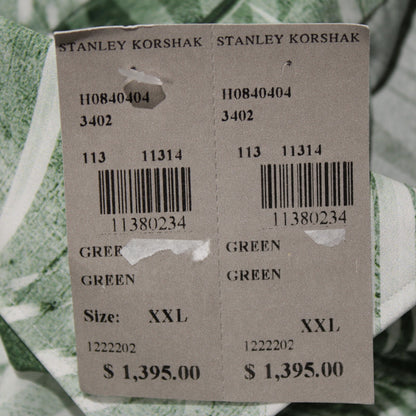 STANLEY KORSHAK
H0840404
3402
113 11314
11380234
GREEN
GREEN
Size: XXL
1222202
$ 1,395.00
STANLEY KORSHAK
H0840404
3402
113 11314
11380234
GREEN
GREEN
XXL
1222202
$ 1,395.00